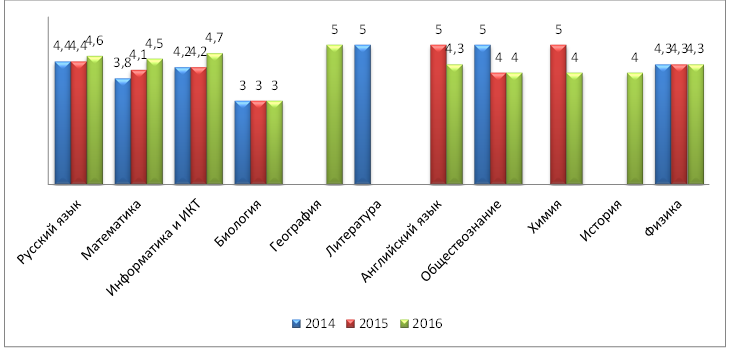 4,4 4,4 4,6
3,8 4,1 4,5
4,2 4,2 4,7
3 3 3
5
5
5 4,3
5 4 4
5 4
4
4,3 4,3 4,3
Русский язык
Математика
Информатика и ИКТ
Биология
География
Литература
Английский язык
Обществознание
Химия
История
Физика
2014 2015 2016